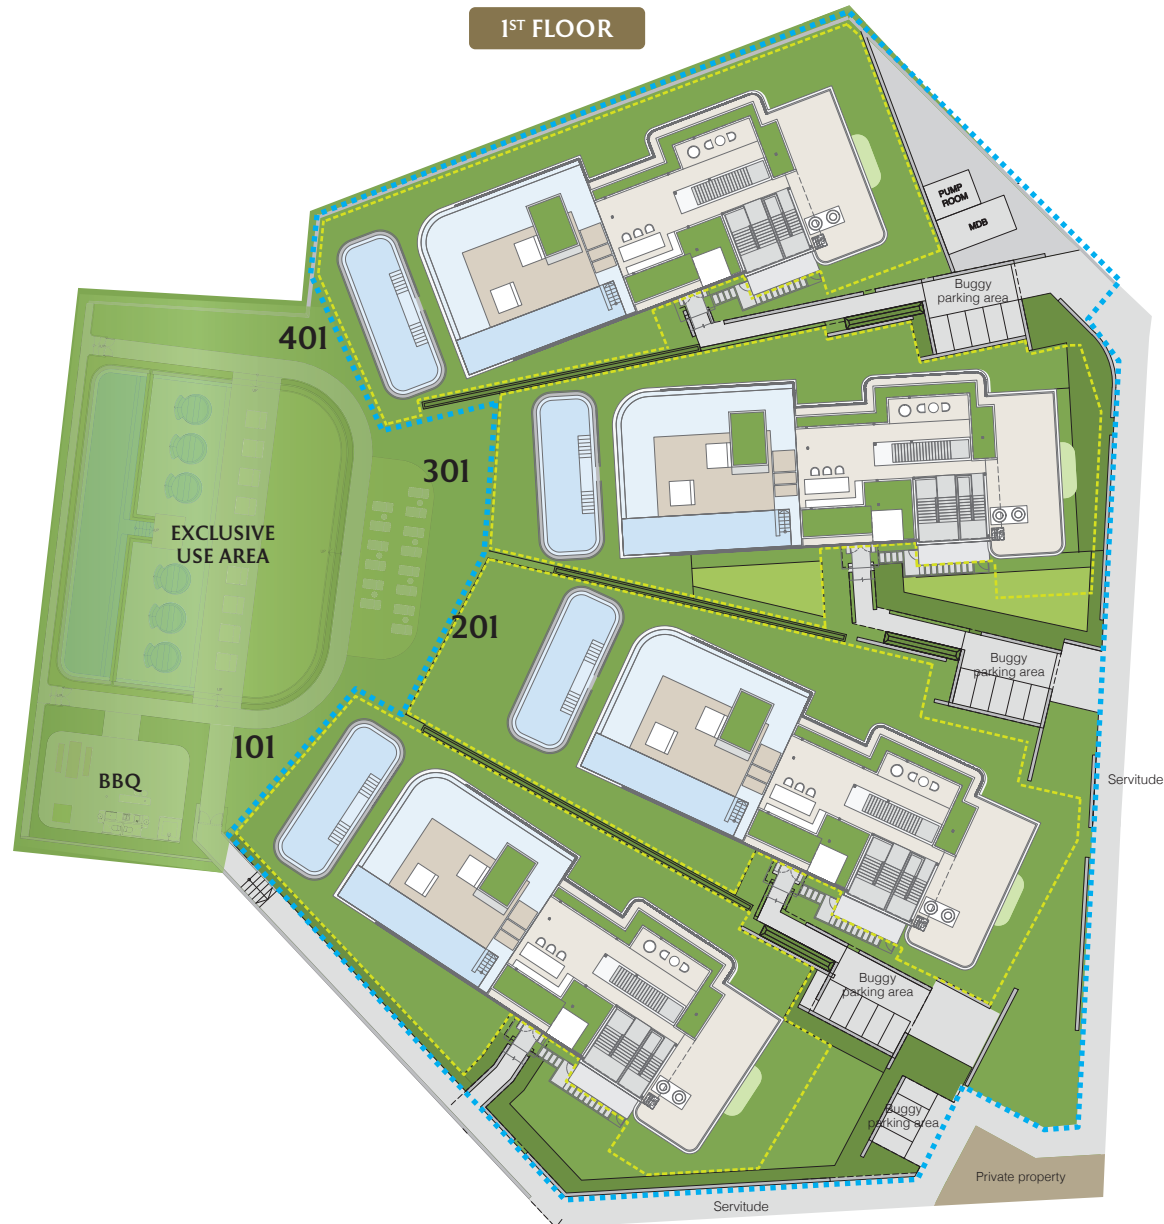 1ST FLOOR
PUMP
ROOM
MDB
Buggy
parking area
401
301
EXCLUSIVE
USE AREA
201
Buggy
parking area
101
BBQ
Servitude
Buggy
parking area
Buggy
parking area
Private property
Servitude